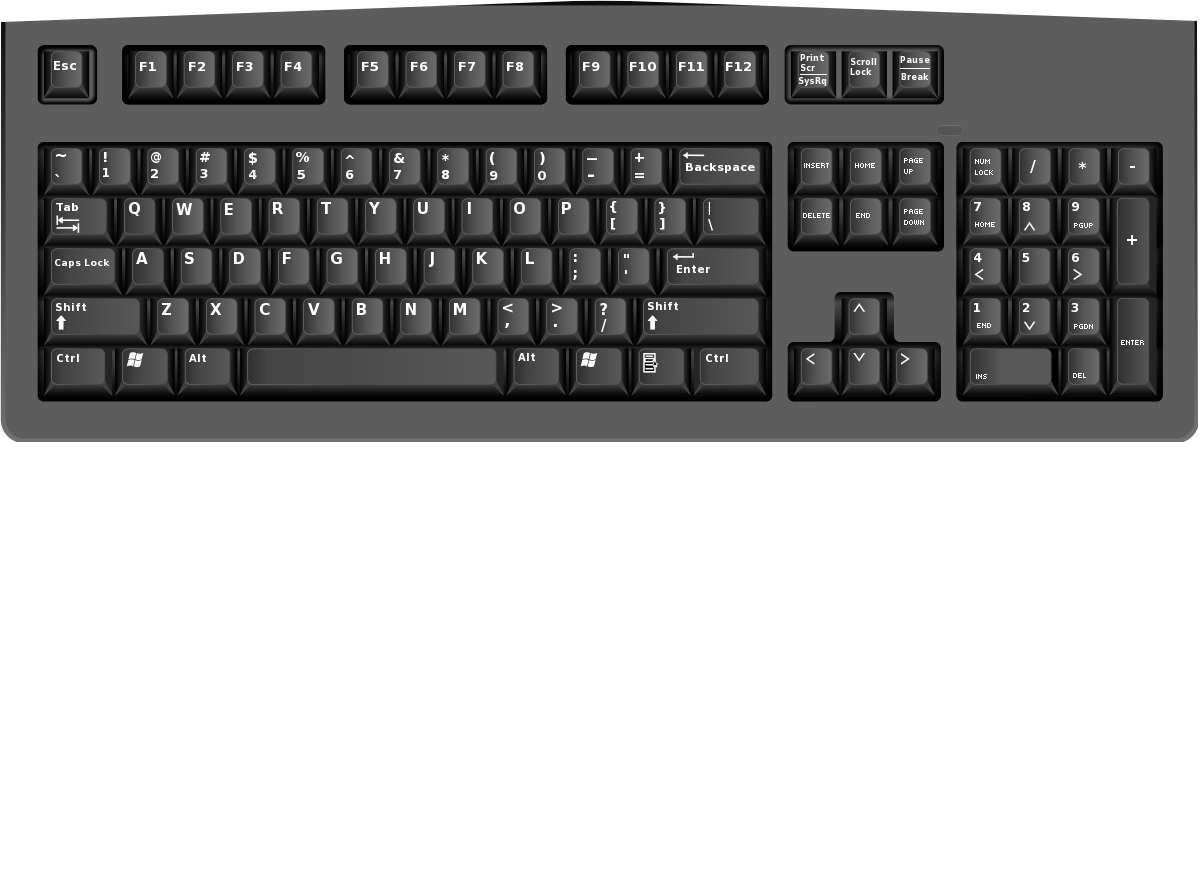 Esc F1 F2 F3 F4 F5 F6 F7 F8 F9 F10 F11 F12 Print Scr SysRq Scroll Lock Pause Break
~ ` ! 1 @ 2 # 3 $ 4 % 5 ^ 6 & 7 * 8 ( 9 ) 0 _ - + = Backspace INSERT HOME PAGE UP NUM LOCK / * -
Tab Q W E R T Y U I O P { [ } ] | \ DELETE END PAGE DOWN 7 HOME 8 ^ 9 PGUP +
Caps Lock A S D F G H J K L : ; " ' Enter 4 < 5 6 >
Shift Z X C V B N M < , > . ? / Shift ^ 1 END 2 v 3 PGDN ENTER
Ctrl Alt Alt Ctrl < v > INS DEL